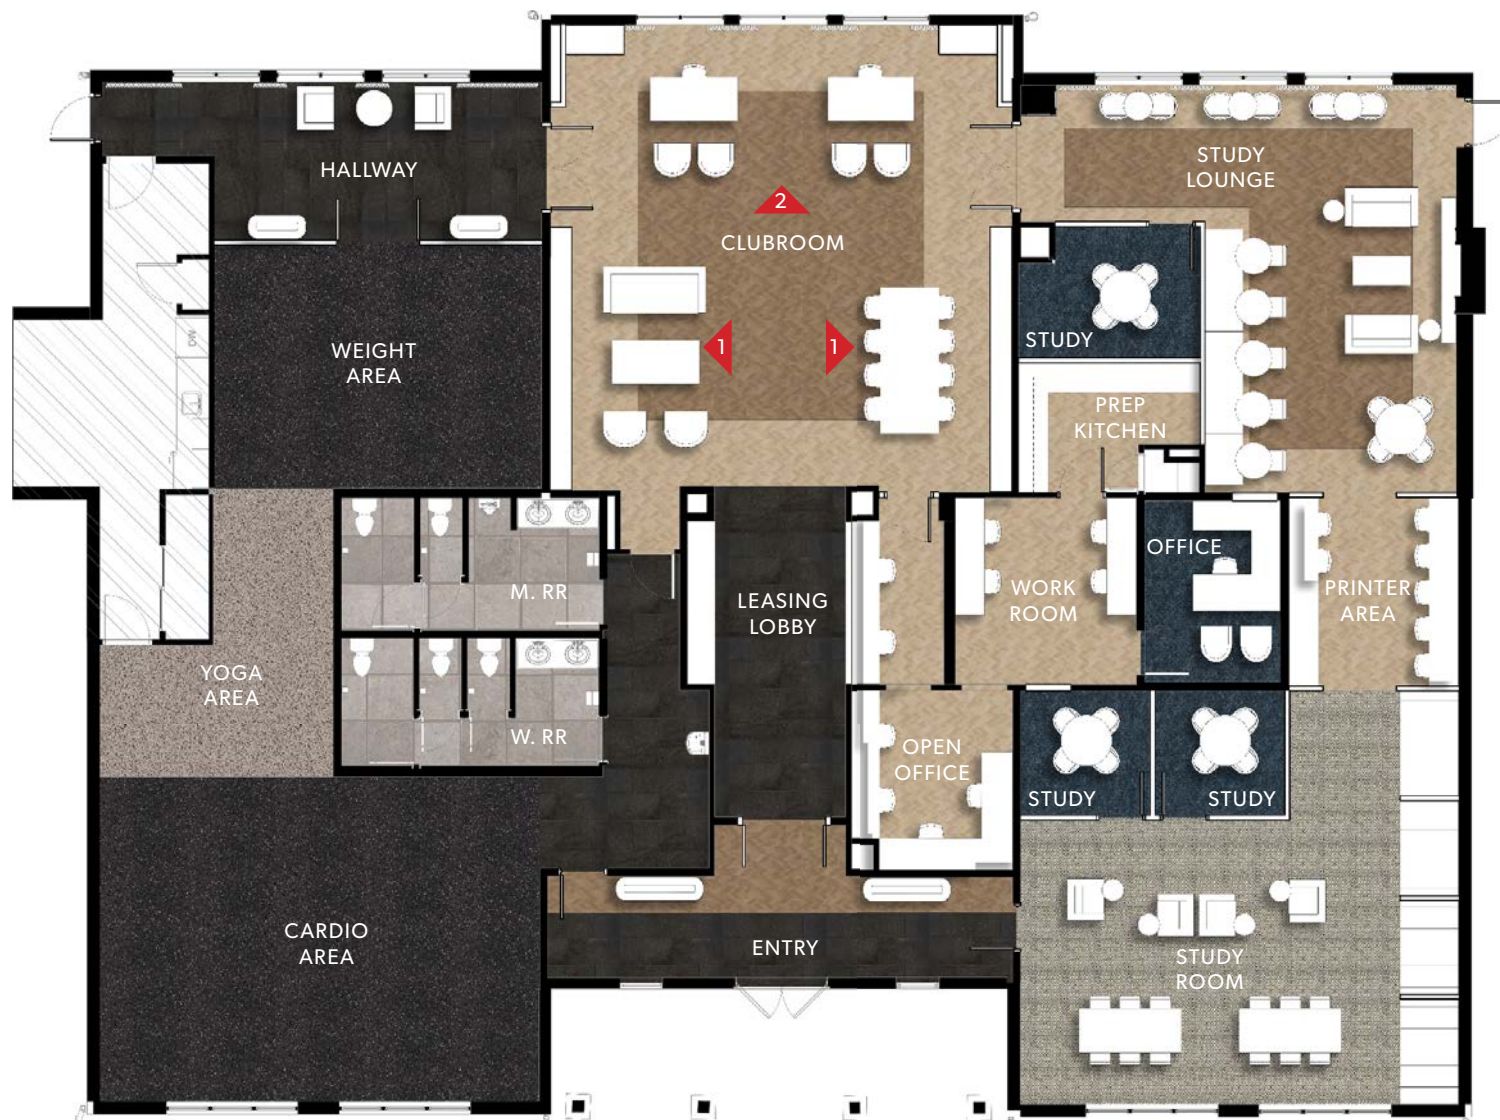 HALLWAY
STUDY
LOUNGE
2
CLUBROOM
WEIGHT
AREA
1
1
STUDY
PREP
KITCHEN
OFFICE
M. RR
LEASING
LOBBY
WORK
ROOM
PRINTER
AREA
YOGA
AREA
W. RR
OPEN
OFFICE
STUDY
STUDY
CARDIO
AREA
ENTRY
STUDY
ROOM